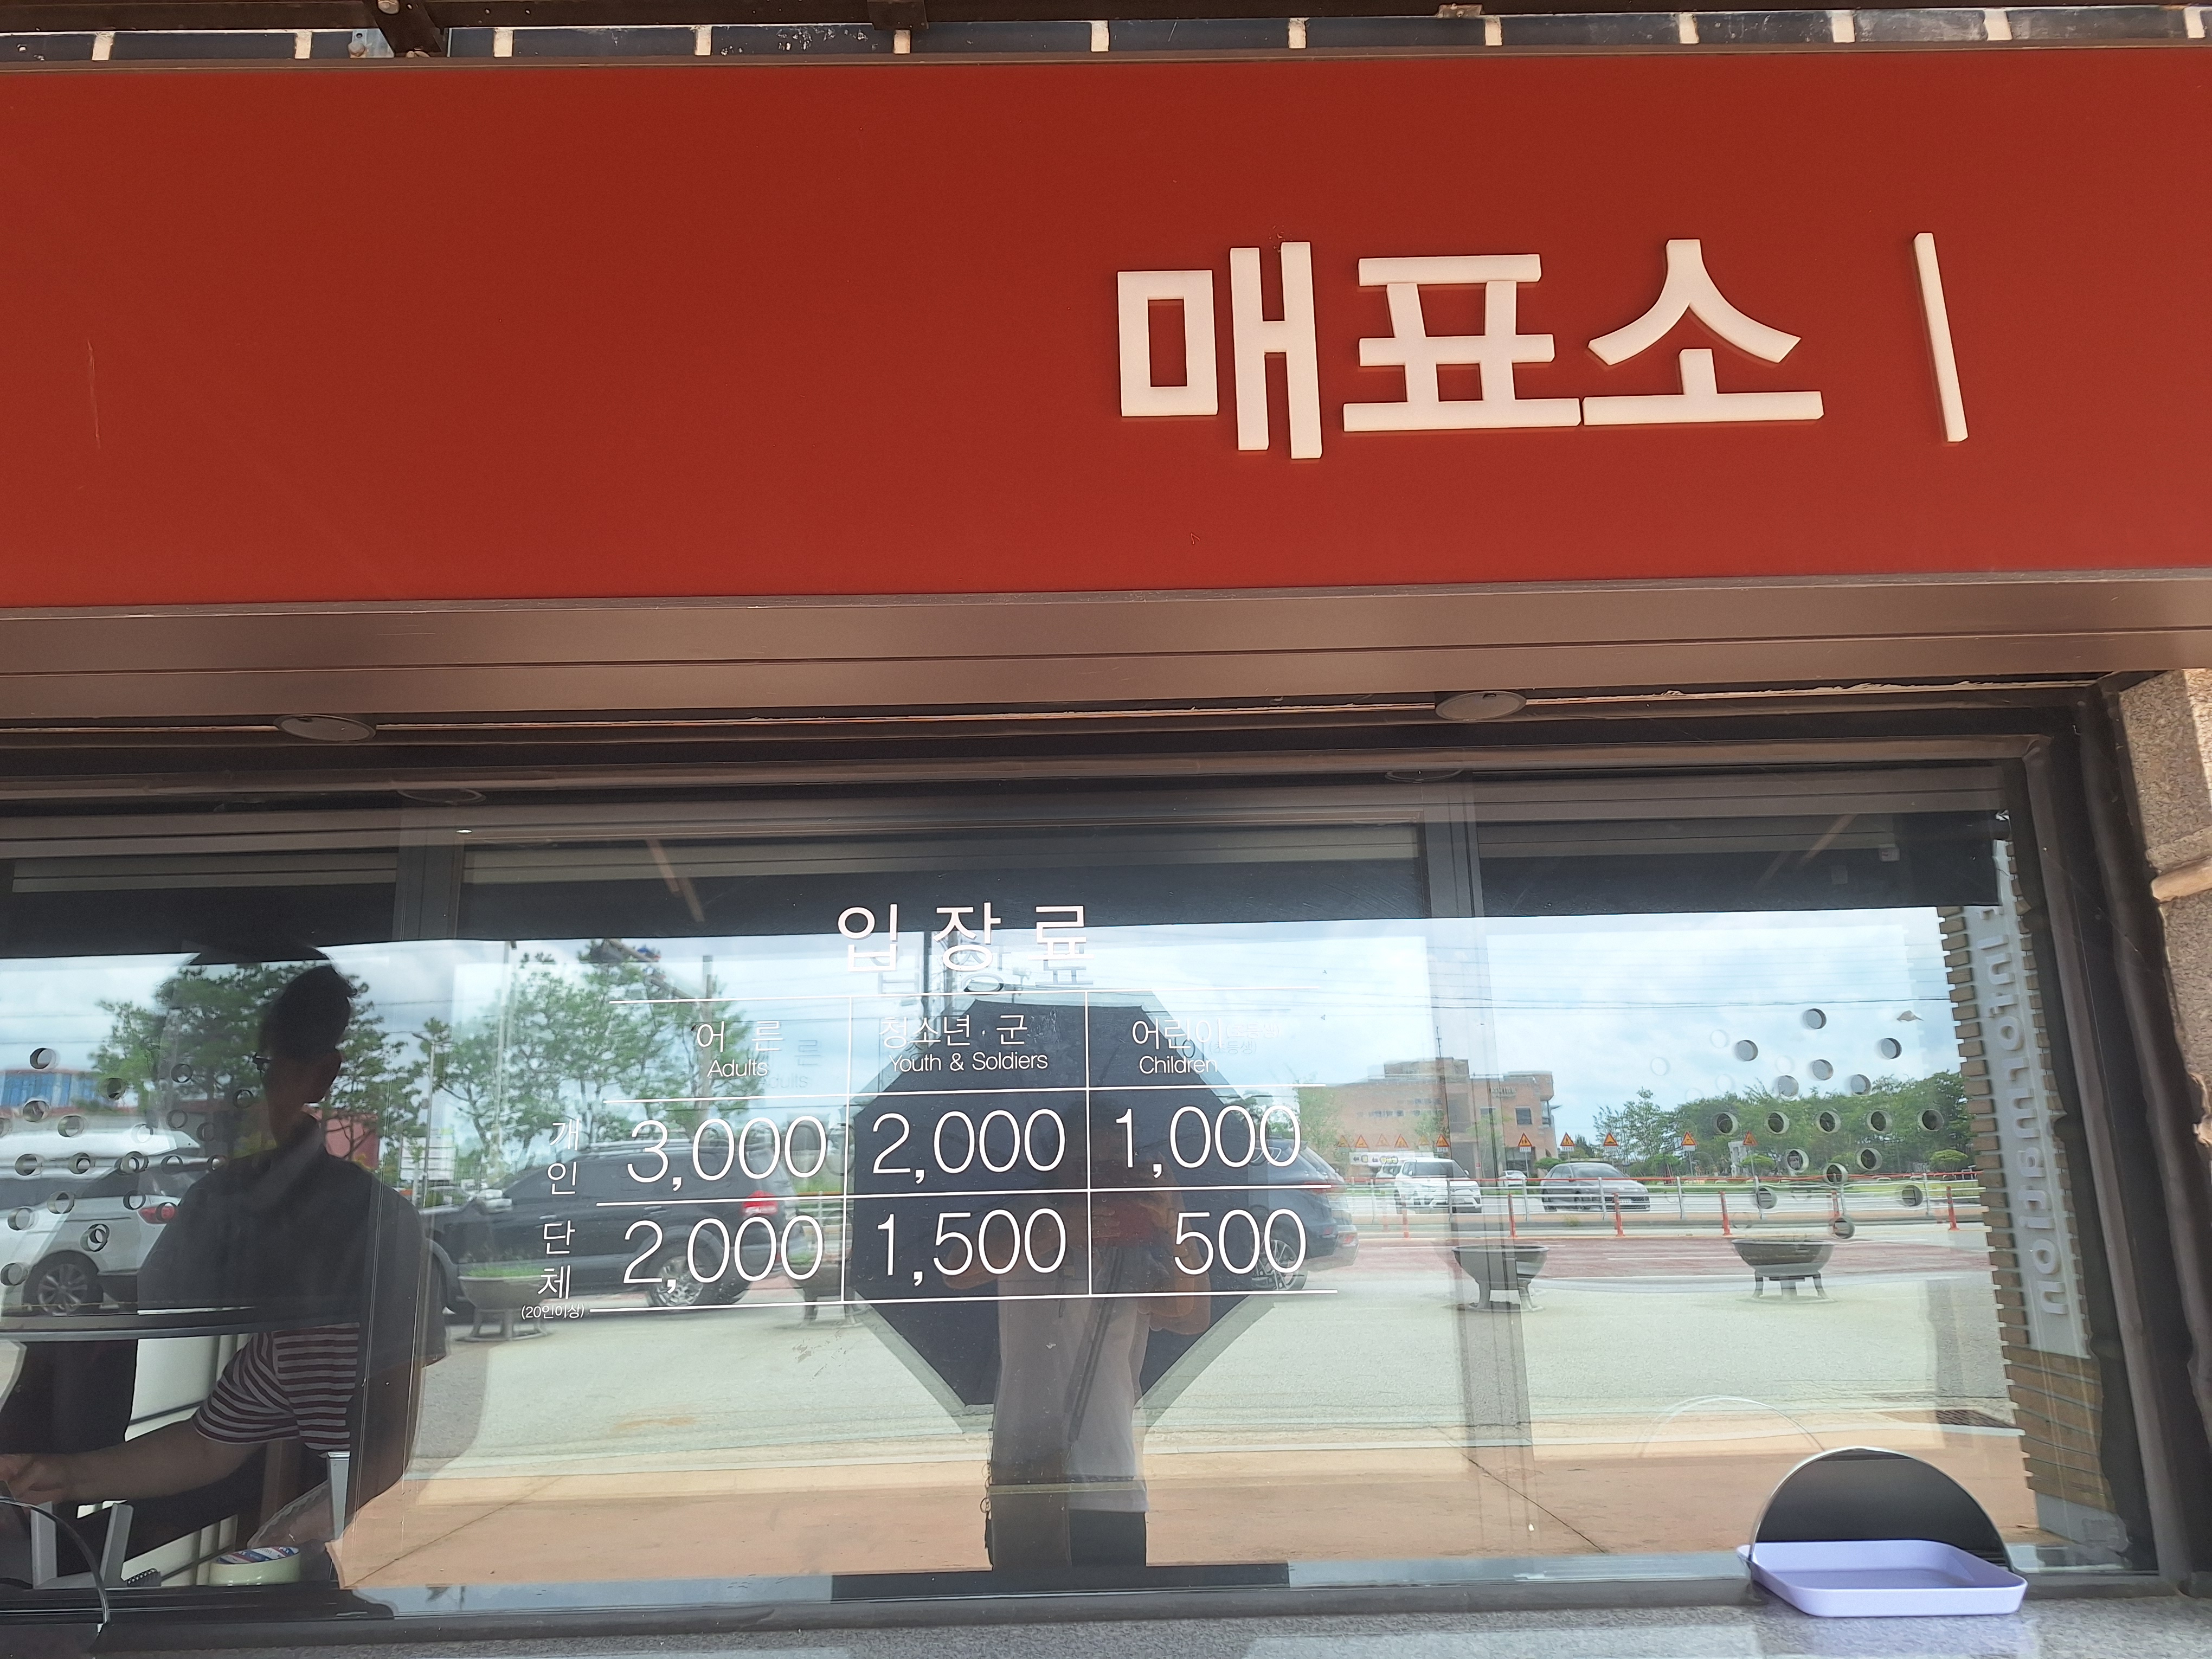 매표소 |
입장료
어른 청소년·군 어린이
Adults Youth & Soldiers Children
개인 3,000 2,000 1,000
단체 2,000 1,500 500
(20인이상)